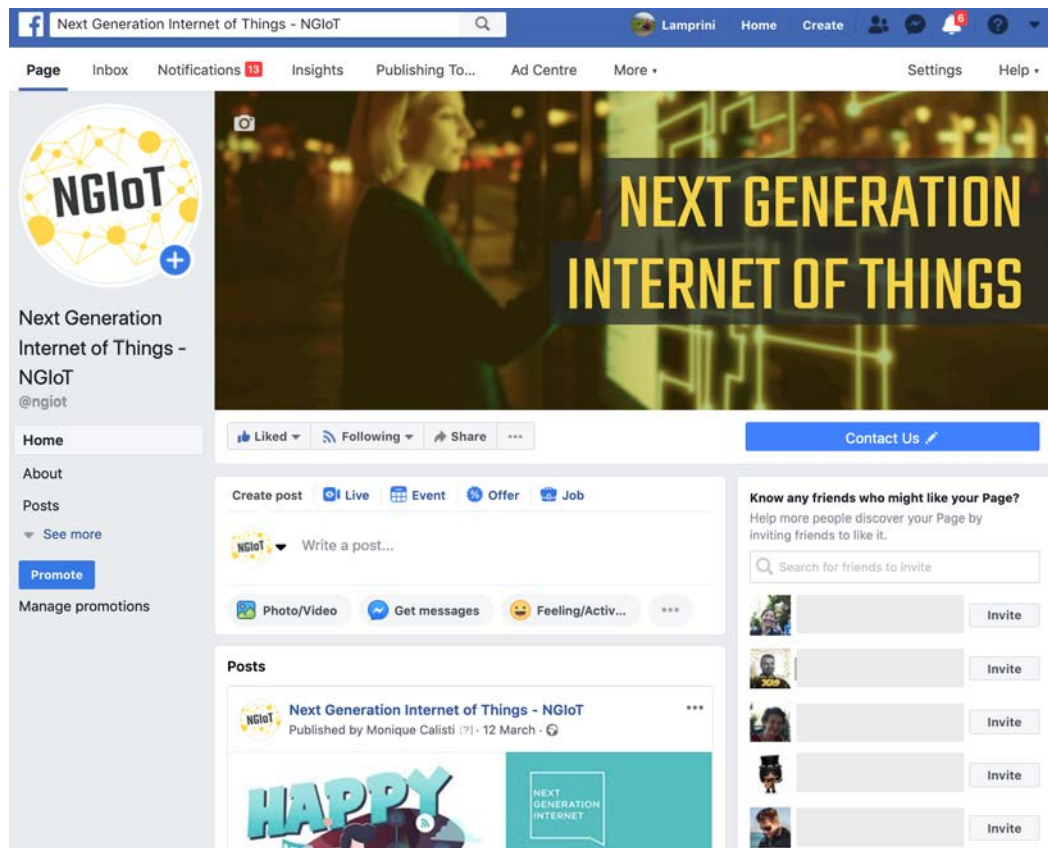 Next Generation Internet of Things - NGIoT
Lamprini Home Create 6
Page Inbox Notifications 13 Insights Publishing To... Ad Centre More Settings Help
NGIoT
NEXT GENERATION
INTERNET OF THINGS
Next Generation
Internet of Things -
NGIoT
@ngiot
Home
About
Posts
See more
Promote
Manage promotions
Liked Following Share ...
Contact Us
Create post Live Event Offer Job
NGIoT Write a post...
Photo/Video Get messages Feeling/Activ... ...
Posts
NGIoT
Next Generation Internet of Things - NGIoT ...
Published by Monique Calisti [?] · 12 March ·
HAPPY
NEXT
GENERATION
INTERNET
Know any friends who might like your Page?
Help more people discover your Page by
inviting friends to like it.
Search for friends to invite
Invite
Invite
Invite
Invite
Invite